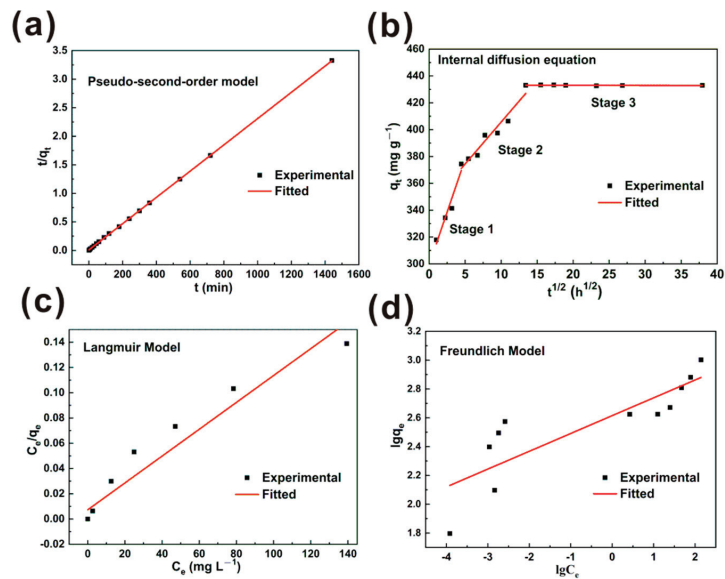 (a)
3.5
3.0
2.5
2.0
1.5
1.0
0.5
0.0
t/qt
Pseudo-second-order model
Experimental
Fitted
0 200 400 600 800 1000 1200 1400 1600
t (min)
(b)
460
440
420
400
380
360
340
320
300
qt (mg g−1)
Internal diffusion equation
Stage 3
Stage 2
Stage 1
Experimental
Fitted
0 5 10 15 20 25 30 35 40
t1/2 (h1/2)
(c)
0.14
0.12
0.10
0.08
0.06
0.04
0.02
0.00
-0.02
Ce/qe
Langmuir Model
Experimental
Fitted
0 20 40 60 80 100 120 140
Ce (mg L−1)
(d)
3.2
3.0
2.8
2.6
2.4
2.2
2.0
1.8
lgqe
Freundlich Model
Experimental
Fitted
-4 -3 -2 -1 0 1 2
lgCe